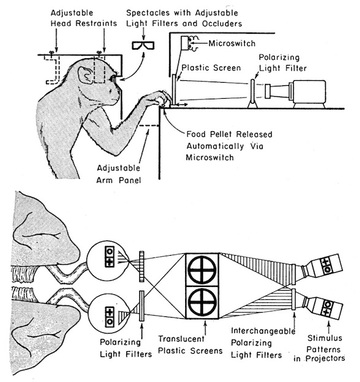 Adjustable
Head Restraints
Spectacles with Adjustable
Light Filters and Occluders
Microswitch
Plastic Screen
Polarizing
Light Filter
Food Pellet Released
Automatically Via
Microswitch
Adjustable
Arm Panel
Polarizing
Light Filters
Translucent
Plastic Screens
Interchangeable
Polarizing
Light Filters
Stimulus
Patterns
in Projectors